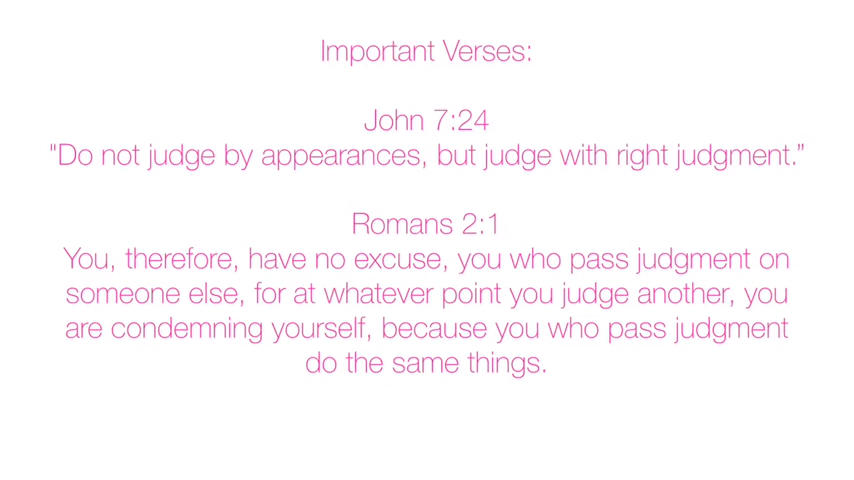 Important Verses:
John 7:24
"Do not judge by appearances, but judge with right judgment.”
Romans 2:1
You, therefore, have no excuse, you who pass judgment on
someone else, for at whatever point you judge another, you
are condemning yourself, because you who pass judgment
do the same things.